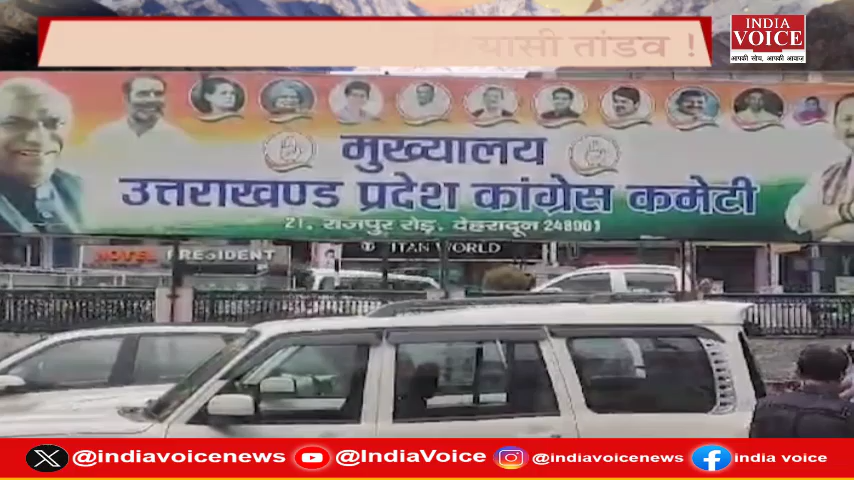 सियासी तांडव !
INDIA
VOICE
आपकी सोच, आपकी आवाज
मुख्यालय
उत्तराखण्ड प्रदेश कांग्रेस कमेटी
21, राजपुर रोड़, देहरादून 248001
HOTEL PRESIDENT
TITAN WORLD
@indiavoicenews
@IndiaVoice
@indiavoicenews
india voice